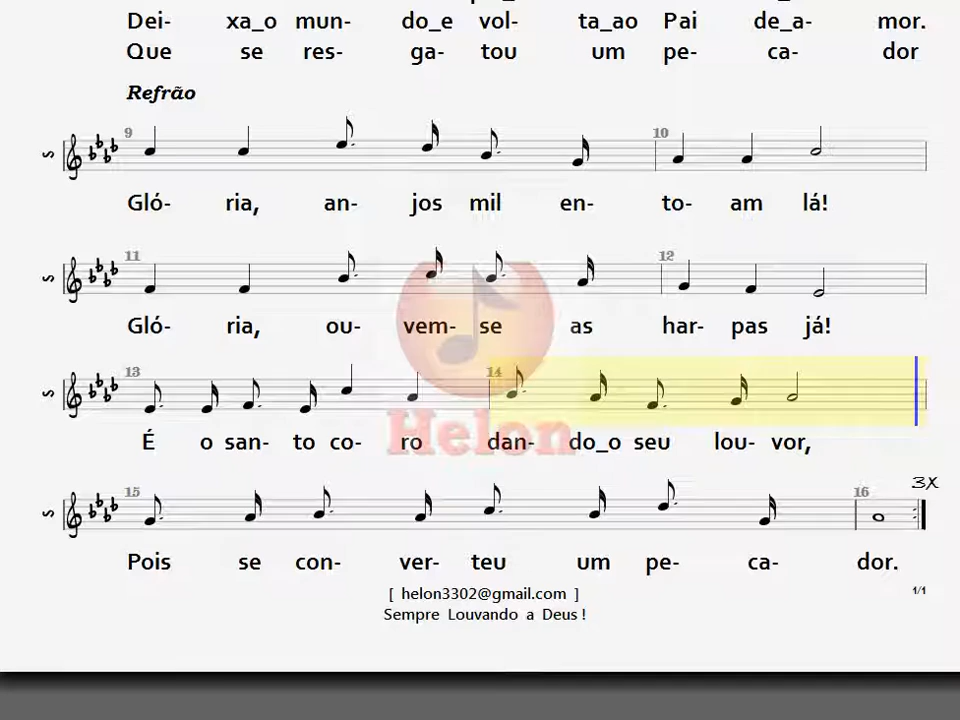 Dei- xa_o mun- do_e vol- ta_ao Pai de_a- mor.
Que se res- ga- tou um pe- ca- dor
Refrão
9 10
S
Gló- ria, an- jos mil en- to- am lá!
11 12
S
Gló- ria, ou- vem- se as har- pas já!
13 14
S
É o san- to co- ro dan- do_o seu lou- vor,
Helon
15 16 3X
S
Pois se con- ver- teu um pe- ca- dor.
[ helon3302@gmail.com ] 1/1
Sempre Louvando a Deus !